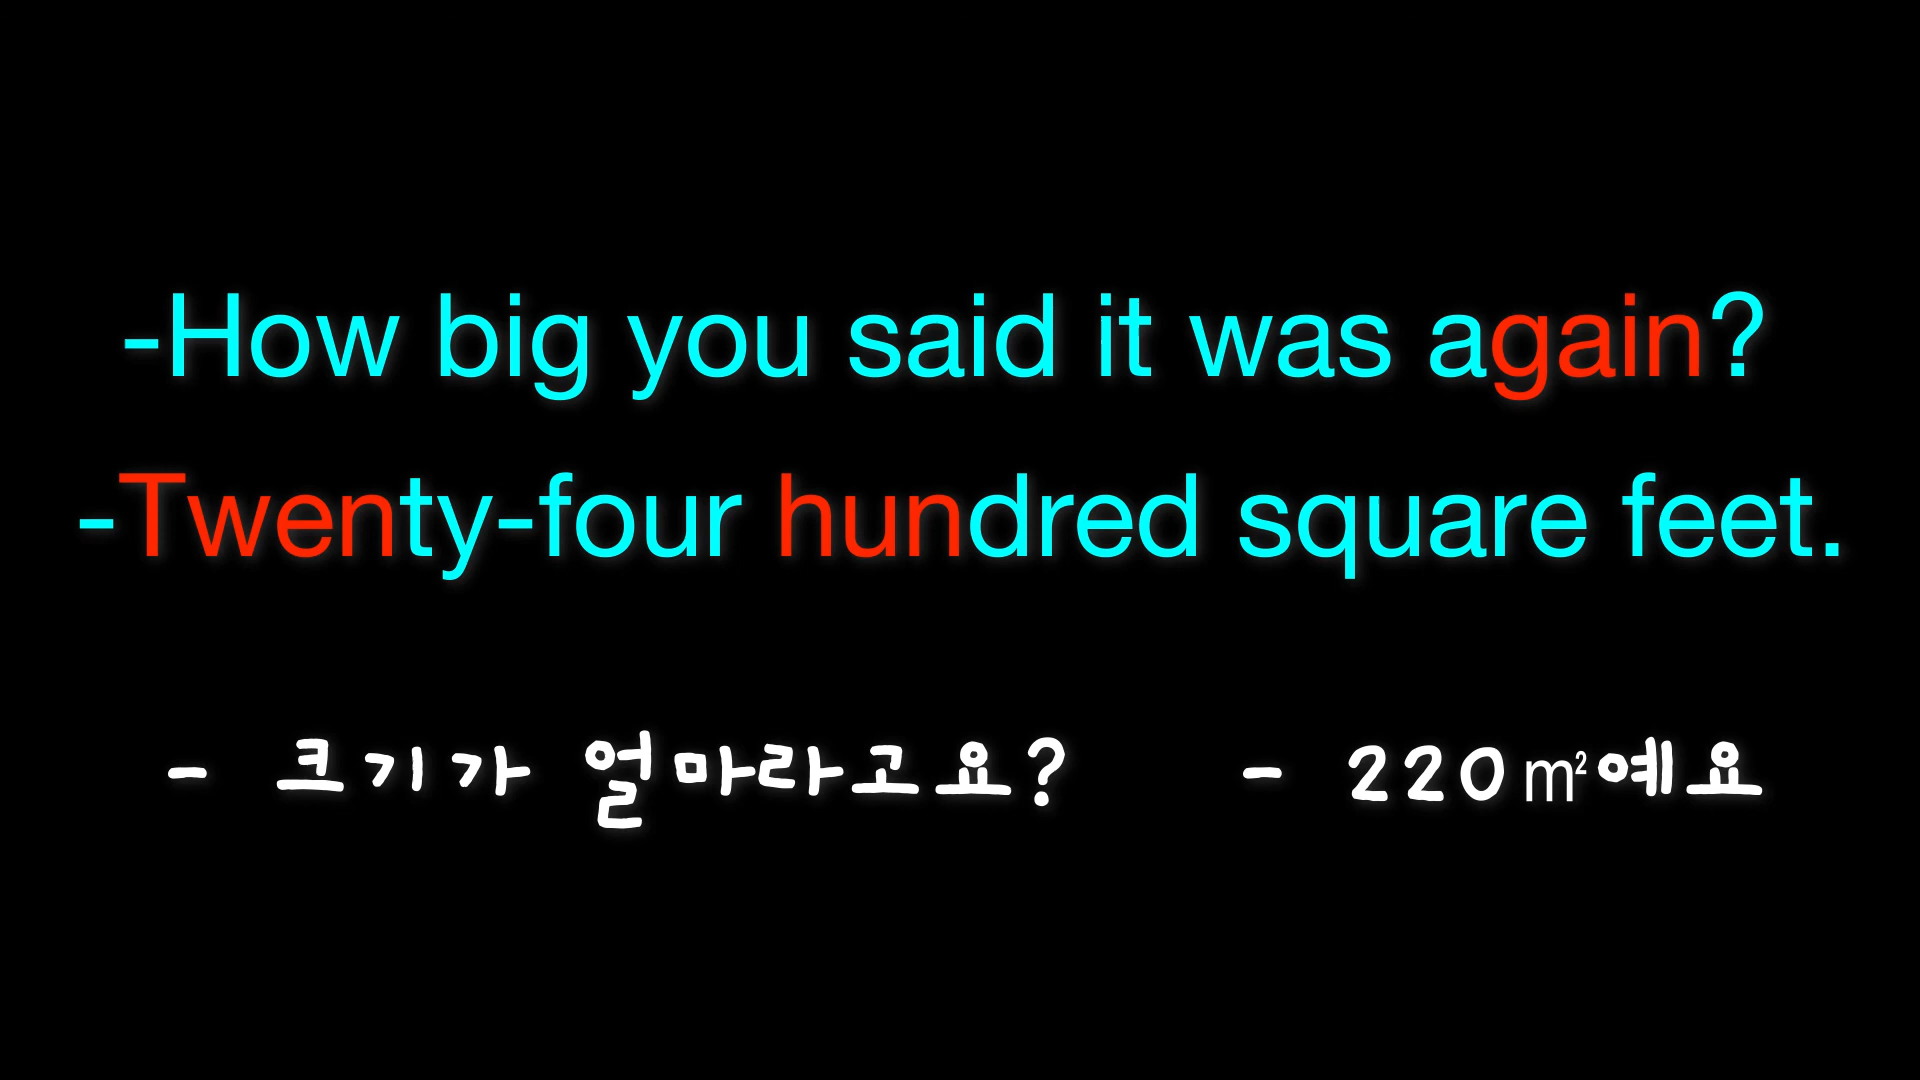 -How big you said it was again?
-Twenty-four hundred square feet.
- 크기가 얼마라고요? - 220㎡예요